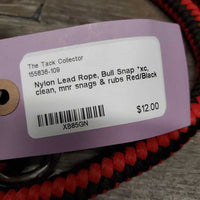 The Tack Collector
155836-109
Nylon Lead Rope, Bull Snap *xc,
clean, mnr snags & rubs Red/Black
$12.00
XB85GN